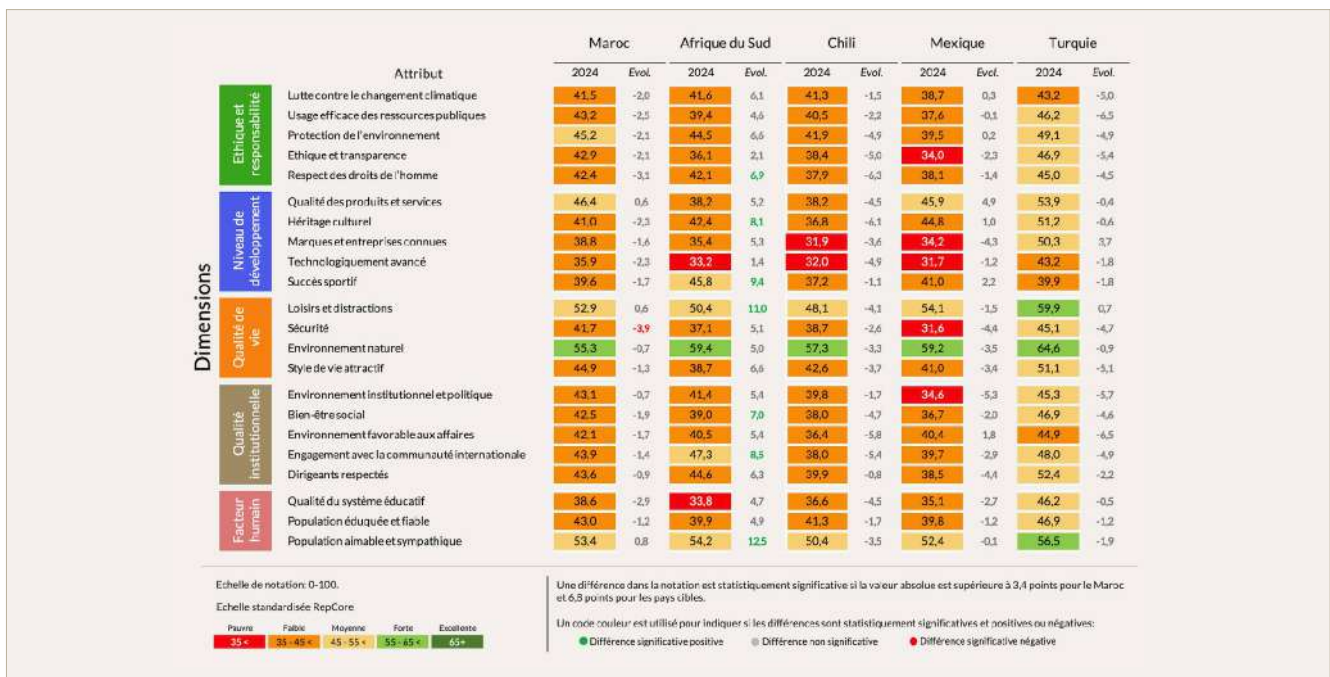 Maroc Afrique du Sud Chili Mexique Turquie
Attribut 2024 Evol. 2024 Evol. 2024 Evol. 2024 Evol. 2024 Evol.
Dimensions
Ethique et responsabilité
Lutte contre le changement climatique 41,5 -2,0 41,6 6,1 41,3 -1,5 38,7 0,3 43,2 -5,0
Usage efficace des ressources publiques 43,2 -2,5 39,4 4,6 40,5 -2,2 37,6 -0,1 46,2 -6,5
Protection de l'environnement 45,2 -2,1 44,5 6,6 41,9 -4,9 39,5 0,2 49,1 -4,9
Ethique et transparence 42,9 -2,1 36,1 2,1 38,4 -5,0 34,0 -2,3 46,9 -5,4
Respect des droits de l'homme 42,4 -3,1 42,1 6,9 37,9 -6,3 38,1 -1,4 45,0 -4,5
Niveau de développement
Qualité des produits et services 46,4 0,6 38,2 5,2 38,2 -4,5 45,9 4,9 53,9 -0,4
Héritage culturel 41,0 -2,3 42,4 8,1 36,8 -6,1 44,8 1,0 51,2 -0,6
Marques et entreprises connues 38,8 -1,6 35,4 5,3 31,9 -3,6 34,2 -4,3 50,3 3,7
Technologiquement avancé 35,9 -2,3 33,2 1,4 32,0 -4,9 31,7 -1,2 43,2 -1,8
Succès sportif 39,6 -1,7 45,8 9,4 37,2 -1,1 41,0 2,2 39,9 -1,8
Qualité de vie
Loisirs et distractions 52,9 0,6 50,4 11,0 48,1 -4,1 54,1 -1,5 59,9 0,7
Sécurité 41,7 -3,9 37,1 5,1 38,7 -2,6 31,6 -4,4 45,1 -4,7
Environnement naturel 55,3 -0,7 59,4 5,0 57,3 -3,3 59,2 -3,5 64,6 -0,9
Style de vie attractif 44,9 -1,3 38,7 6,6 42,6 -3,7 41,0 -3,4 51,1 -5,1
Qualité institutionnelle
Environnement institutionnel et politique 43,1 -0,7 41,4 5,4 39,8 -1,7 34,6 -5,3 45,3 -5,7
Bien-être social 42,5 -1,9 39,0 7,0 38,0 -4,7 36,7 -2,0 46,9 -4,6
Environnement favorable aux affaires 42,1 -1,7 40,5 5,4 36,4 -5,8 40,4 1,8 44,9 -6,5
Engagement avec la communauté internationale 43,9 -1,4 47,3 8,5 38,0 -5,4 39,7 -2,9 48,0 -4,9
Dirigeants respectés 43,6 -0,9 44,6 6,3 39,9 -0,8 38,5 -4,4 52,4 -2,2
Facteur humain
Qualité du système éducatif 38,6 -2,9 33,8 4,7 36,6 -4,5 35,1 -2,7 46,2 -0,5
Population éduquée et fiable 43,0 -1,2 39,9 4,9 41,3 -1,7 39,8 -1,2 46,9 -1,2
Population aimable et sympathique 53,4 0,8 54,2 12,5 50,4 -3,5 52,4 -0,1 56,5 -1,9
Echelle de notation: 0-100.
Echelle standardisée RepCore
Pauvre Faible Moyenne Forte Excellente
35 < 35 - 45 < 45 - 55 < 55 - 65 < 65+
Une différence dans la notation est statistiquement significative si la valeur absolue est supérieure à 3,4 points pour le Maroc
et 6,8 points pour les pays cibles.
Un code couleur est utilisé pour indiquer si les différences sont statistiquement significatives et positives ou négatives:
Différence significative positive Différence non significative Différence significative négative